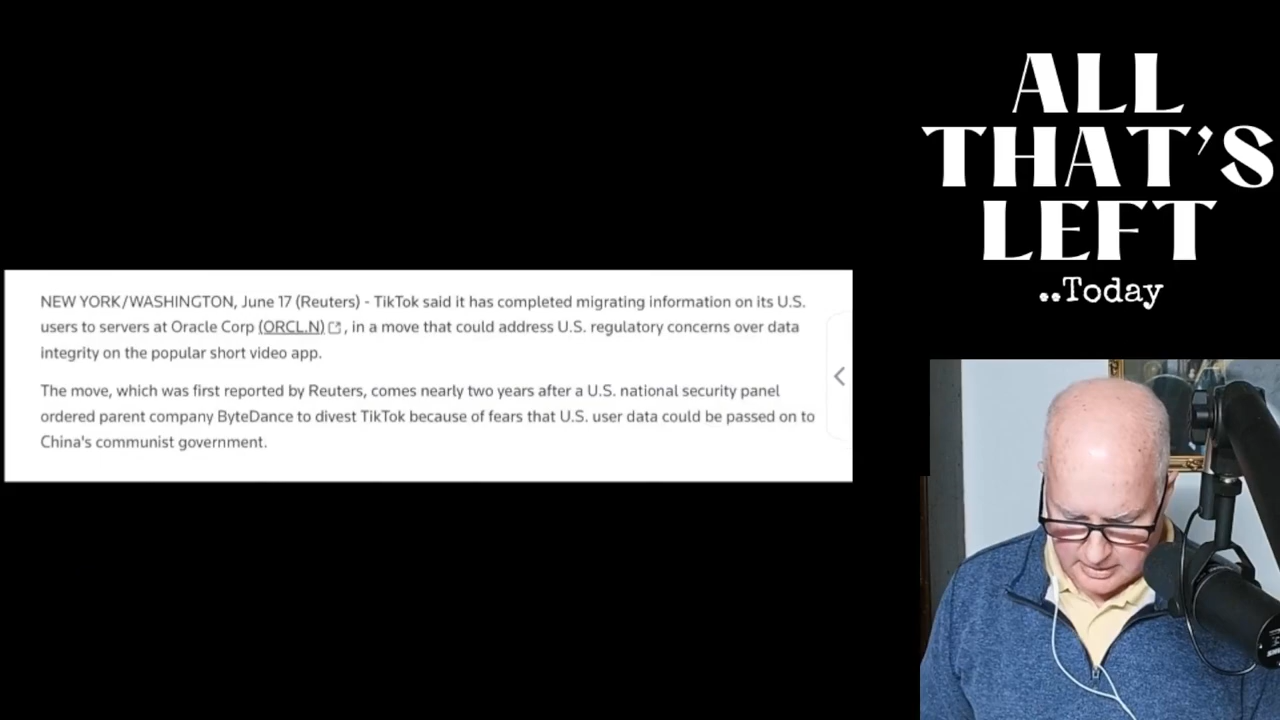 ALL
THAT'S
LEFT
..Today
NEW YORK/WASHINGTON, June 17 (Reuters) - TikTok said it has completed migrating information on its U.S.
users to servers at Oracle Corp (ORCL.N), in a move that could address U.S. regulatory concerns over data
integrity on the popular short video app.
The move, which was first reported by Reuters, comes nearly two years after a U.S. national security panel
ordered parent company ByteDance to divest TikTok because of fears that U.S. user data could be passed on to
China's communist government.